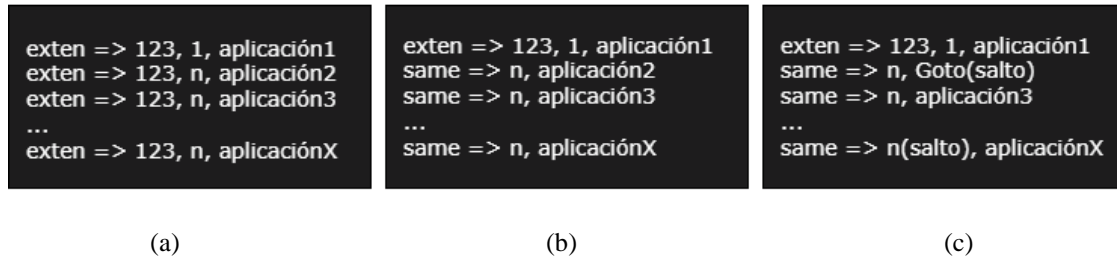 exten => 123, 1, aplicación1
exten => 123, n, aplicación2
exten => 123, n, aplicación3
...
exten => 123, n, aplicaciónX
exten => 123, 1, aplicación1
same => n, aplicación2
same => n, aplicación3
...
same => n, aplicaciónX
exten => 123, 1, aplicación1
same => n, Goto(salto)
same => n, aplicación3
...
same => n(salto), aplicaciónX
(a)
(b)
(c)